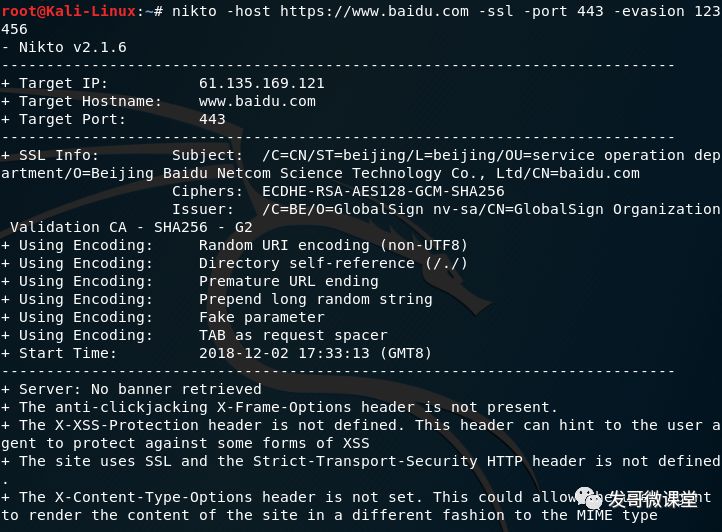 root@Kali-Linux:~# nikto -host https://www.baidu.com -ssl -port 443 -evasion 123
456
- Nikto v2.1.6
---------------------------------------------------------------------------
+ Target IP:          61.135.169.121
+ Target Hostname:    www.baidu.com
+ Target Port:        443
---------------------------------------------------------------------------
+ SSL Info:        Subject:  /C=CN/ST=beijing/L=beijing/OU=service operation dep
artment/O=Beijing Baidu Netcom Science Technology Co., Ltd/CN=baidu.com
                   Ciphers:  ECDHE-RSA-AES128-GCM-SHA256
                   Issuer:   /C=BE/O=GlobalSign nv-sa/CN=GlobalSign Organization
 Validation CA - SHA256 - G2
+ Using Encoding:     Random URI encoding (non-UTF8)
+ Using Encoding:     Directory self-reference (/./)
+ Using Encoding:     Premature URL ending
+ Using Encoding:     Prepend long random string
+ Using Encoding:     Fake parameter
+ Using Encoding:     TAB as request spacer
+ Start Time:         2018-12-02 17:33:13 (GMT8)
---------------------------------------------------------------------------
+ Server: No banner retrieved
+ The anti-clickjacking X-Frame-Options header is not present.
+ The X-XSS-Protection header is not defined. This header can hint to the user a
gent to protect against some forms of XSS
+ The site uses SSL and the Strict-Transport-Security HTTP header is not defined
.
+ The X-Content-Type-Options header is not set. This could allow
to render the content of the site in a different fashion to the MIME type
发哥微课堂